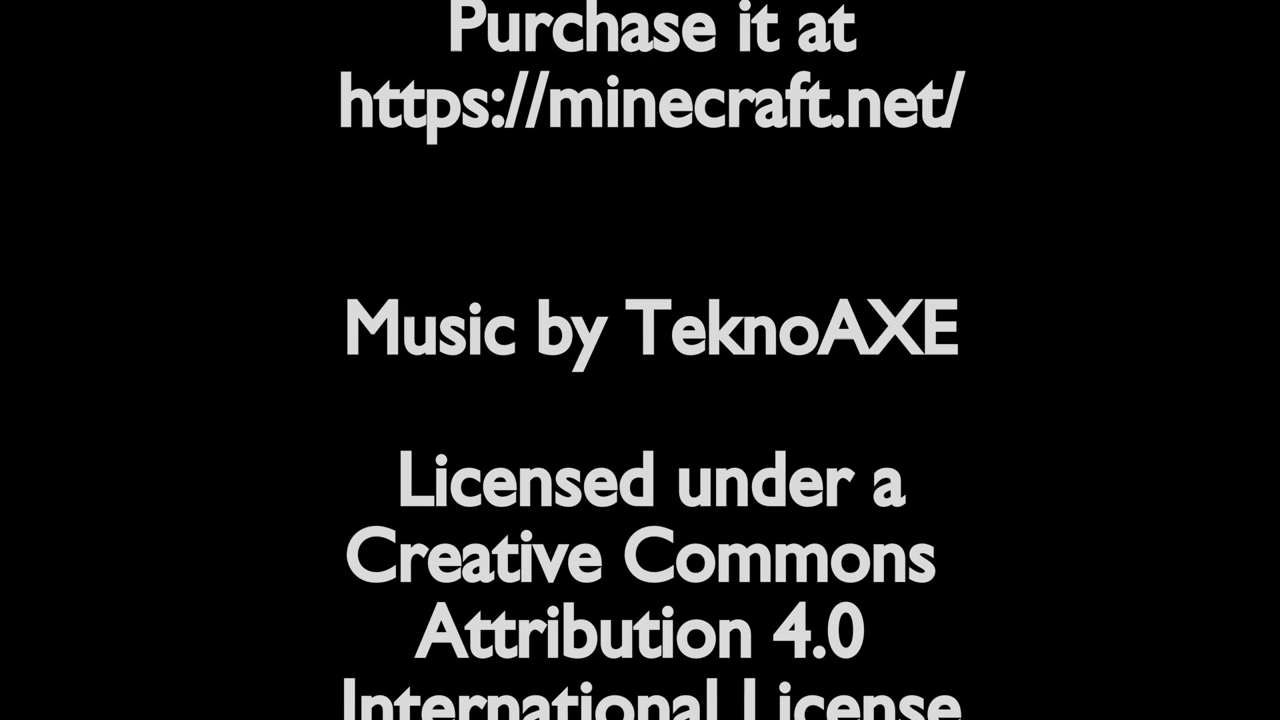 Purchase it at
https://minecraft.net/
Music by TeknoAXE
Licensed under a
Creative Commons
Attribution 4.0
International License